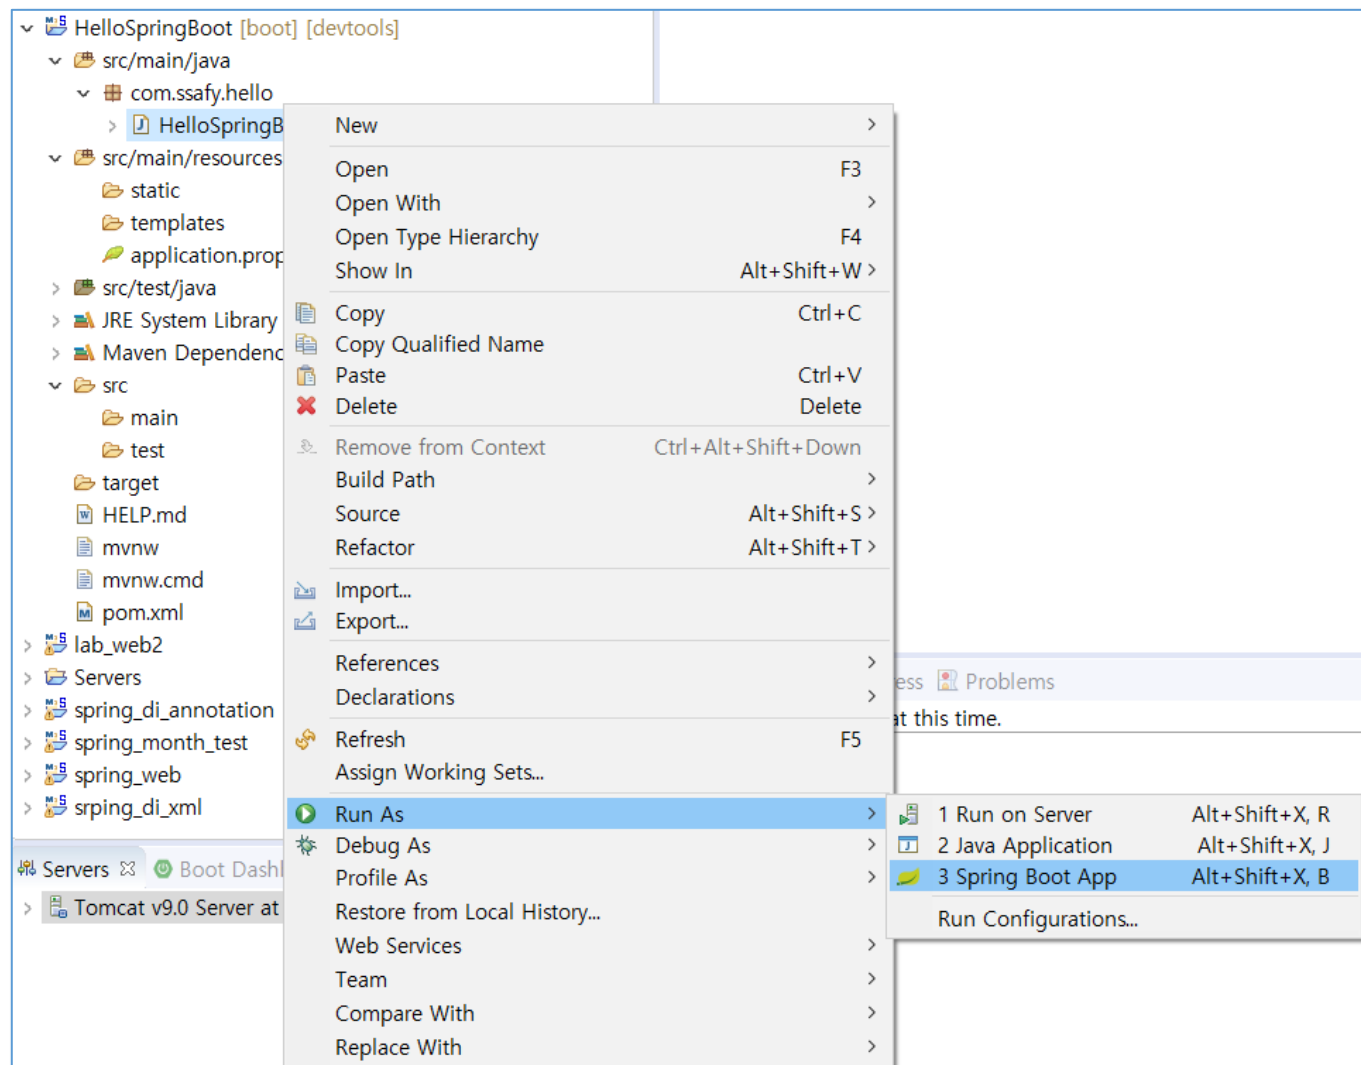 HelloSpringBoot [boot] [devtools]
src/main/java
com.ssafy.hello
HelloSpringB
src/main/resources
static
templates
application.prop
src/test/java
JRE System Library
Maven Dependenc
src
main
test
target
HELP.md
mvnw
mvnw.cmd
pom.xml
lab_web2
Servers
spring_di_annotation
spring_month_test
spring_web
srping_di_xml
Servers Boot Dashl
Tomcat v9.0 Server at
New
Open F3
Open With
Open Type Hierarchy F4
Show In Alt+Shift+W
Copy Ctrl+C
Copy Qualified Name
Paste Ctrl+V
Delete Delete
Remove from Context Ctrl+Alt+Shift+Down
Build Path
Source Alt+Shift+S
Refactor Alt+Shift+T
Import...
Export...
References
Declarations
Refresh F5
Assign Working Sets...
Run As
Debug As
Profile As
Restore from Local History...
Web Services
Team
Compare With
Replace With
ess Problems
at this time.
1 Run on Server Alt+Shift+X, R
2 Java Application Alt+Shift+X, J
3 Spring Boot App Alt+Shift+X, B
Run Configurations...